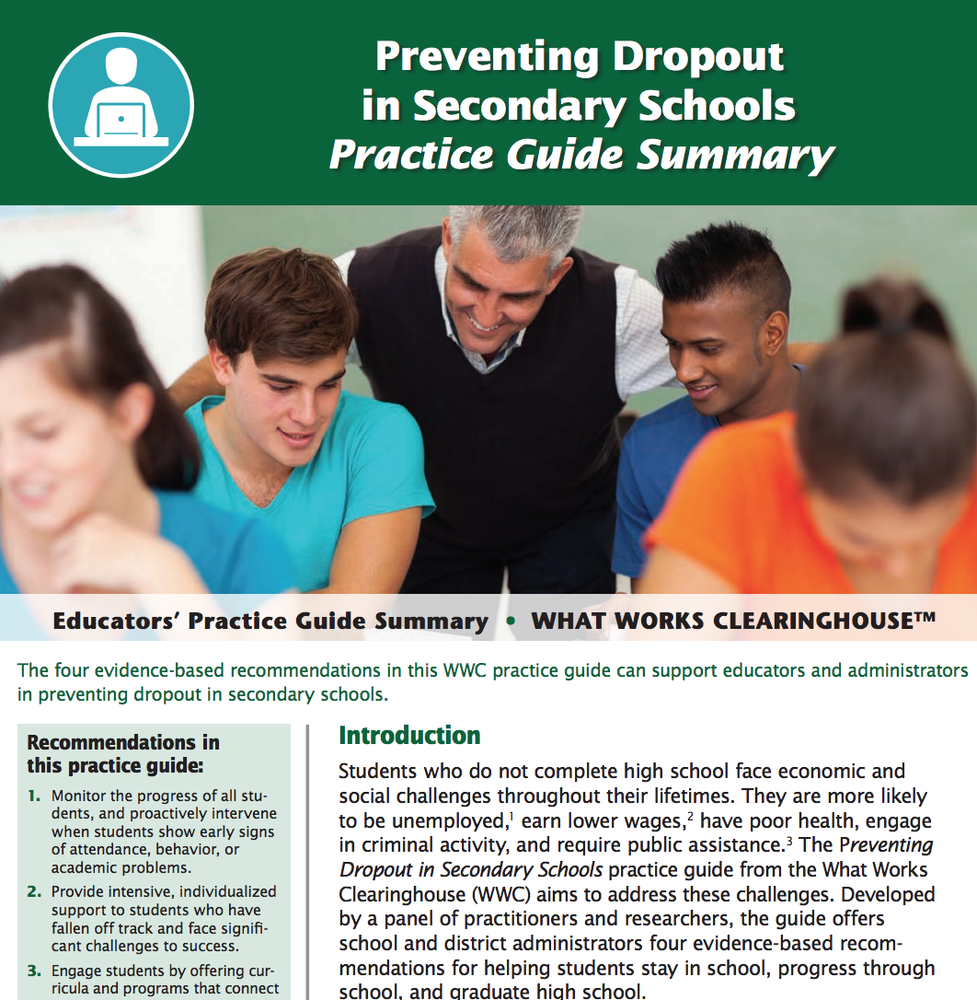 Preventing Dropout
in Secondary Schools
Practice Guide Summary
Educators’ Practice Guide Summary • WHAT WORKS CLEARINGHOUSE™
The four evidence-based recommendations in this WWC practice guide can support educators and administrators
in preventing dropout in secondary schools.
Recommendations in
this practice guide:
1. Monitor the progress of all stu-
dents, and proactively intervene
when students show early signs
of attendance, behavior, or
academic problems.
2. Provide intensive, individualized
support to students who have
fallen off track and face signifi-
cant challenges to success.
3. Engage students by offering cur-
ricula and programs that connect
Introduction
Students who do not complete high school face economic and
social challenges throughout their lifetimes. They are more likely
to be unemployed,¹ earn lower wages,² have poor health, engage
in criminal activity, and require public assistance.³ The Preventing
Dropout in Secondary Schools practice guide from the What Works
Clearinghouse (WWC) aims to address these challenges. Developed
by a panel of practitioners and researchers, the guide offers
school and district administrators four evidence-based recom-
mendations for helping students stay in school, progress through
school, and graduate high school.